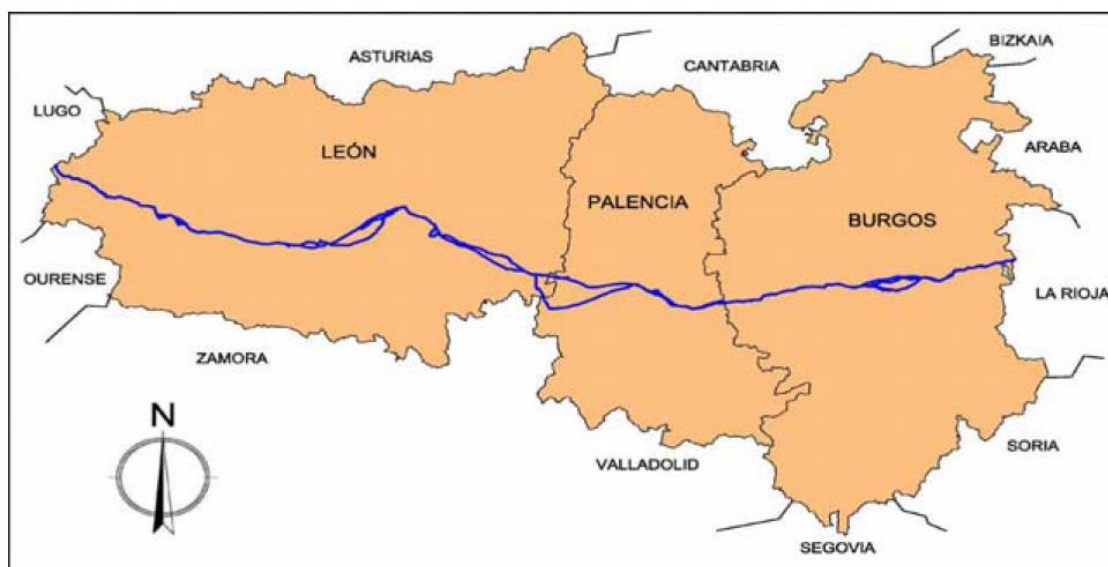 BIZKAIA
ASTURIAS
CANTABRIA
LUGO
ARABA
LEÓN
PALENCIA
BURGOS
OURENSE
LA RIOJA
ZAMORA
N
SORIA
VALLADOLID
SEGOVIA